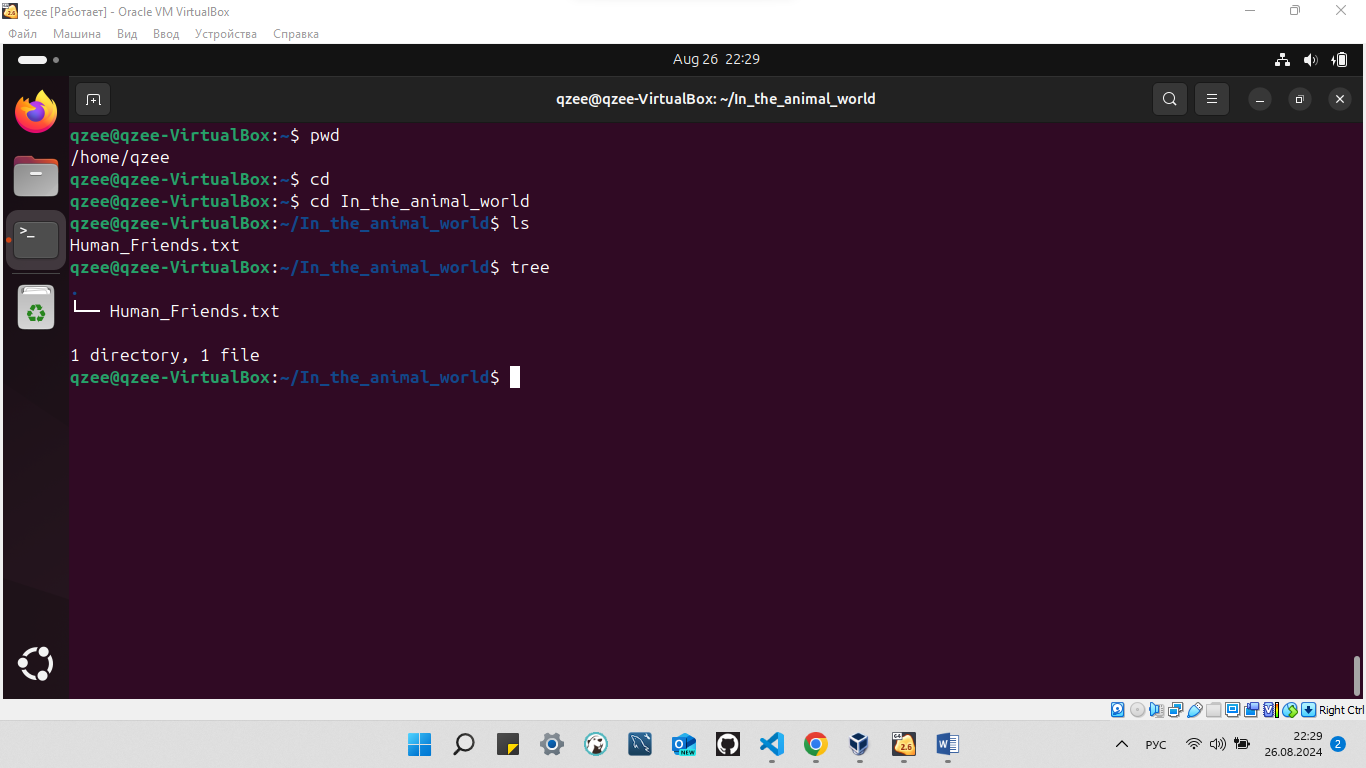 qzee [Работает] - Oracle VM VirtualBox
Файл Машина Вид Ввод Устройства Справка
Aug 26 22:29
qzee@qzee-VirtualBox: ~/In_the_animal_world
qzee@qzee-VirtualBox:~$ pwd
/home/qzee
qzee@qzee-VirtualBox:~$ cd
qzee@qzee-VirtualBox:~$ cd In_the_animal_world
qzee@qzee-VirtualBox:~/In_the_animal_world$ ls
Human_Friends.txt
qzee@qzee-VirtualBox:~/In_the_animal_world$ tree
.
└── Human_Friends.txt
1 directory, 1 file
qzee@qzee-VirtualBox:~/In_the_animal_world$
Right Ctrl
РУС
22:29
26.08.2024
2